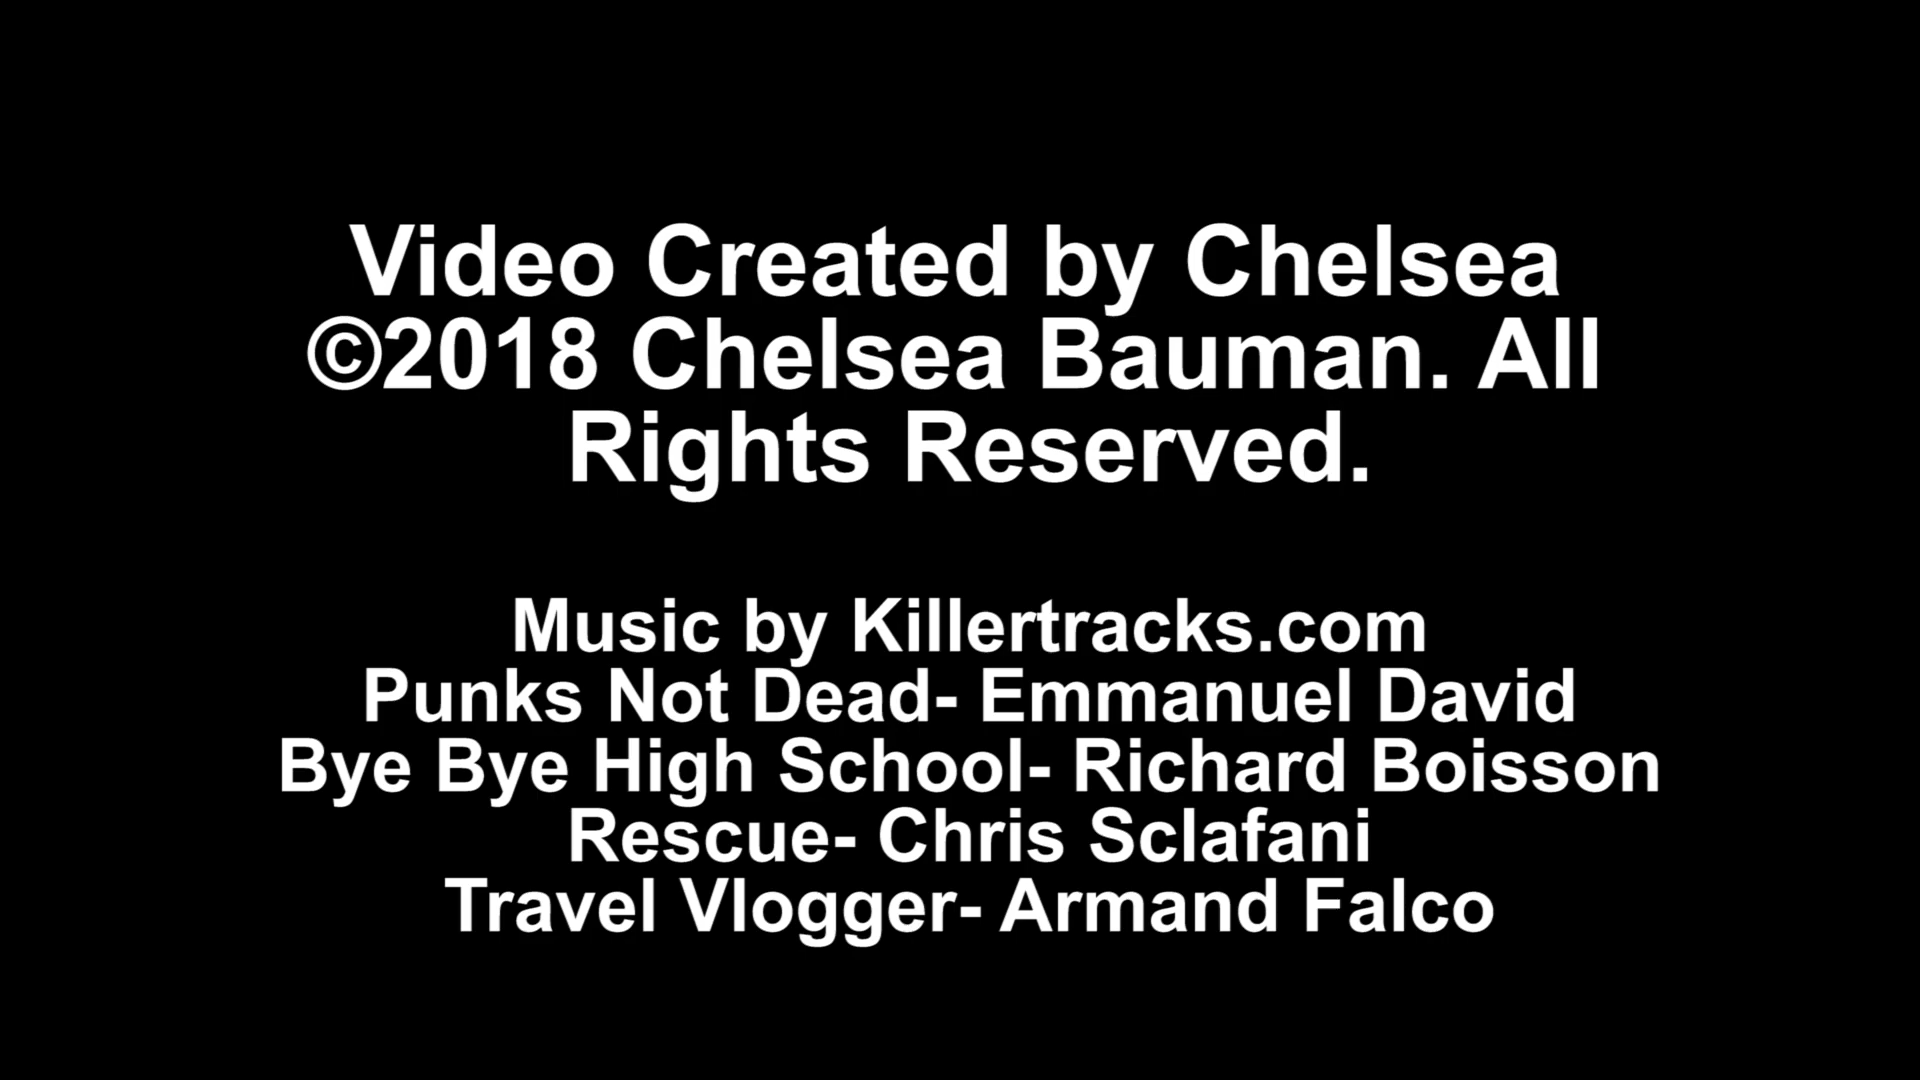 Video Created by Chelsea
©2018 Chelsea Bauman. All
Rights Reserved.
Music by Killertracks.com
Punks Not Dead- Emmanuel David
Bye Bye High School- Richard Boisson
Rescue- Chris Sclafani
Travel Vlogger- Armand Falco